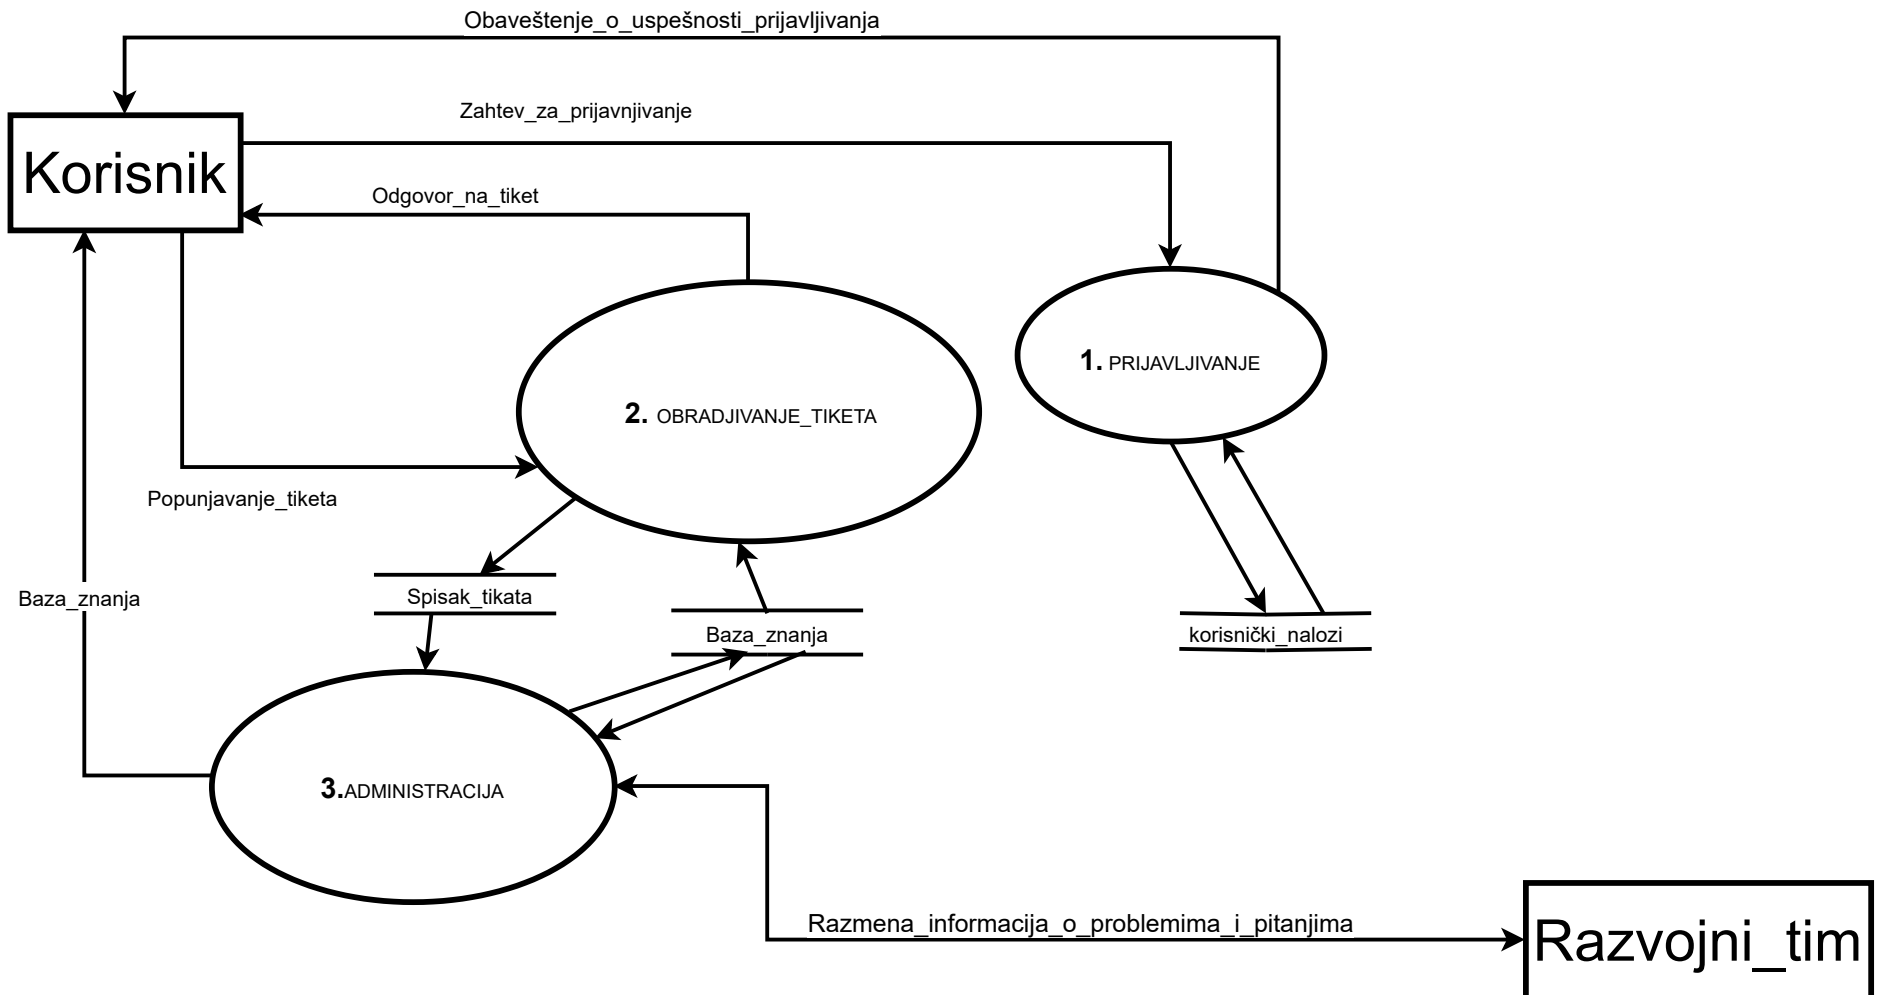 Obaveštenje_o_uspešnosti_prijavljivanja
Zahtev_za_prijavnjivanje
Korisnik
Odgovor_na_tiket
1. PRIJAVLJIVANJE
2. OBRADJIVANJE_TIKETA
Popunjavanje_tiketa
Baza_znanja
Spisak_tikata
Baza_znanja
korisnički_nalozi
3.ADMINISTRACIJA
Razmena_informacija_o_problemima_i_pitanjima
Razvojni_tim